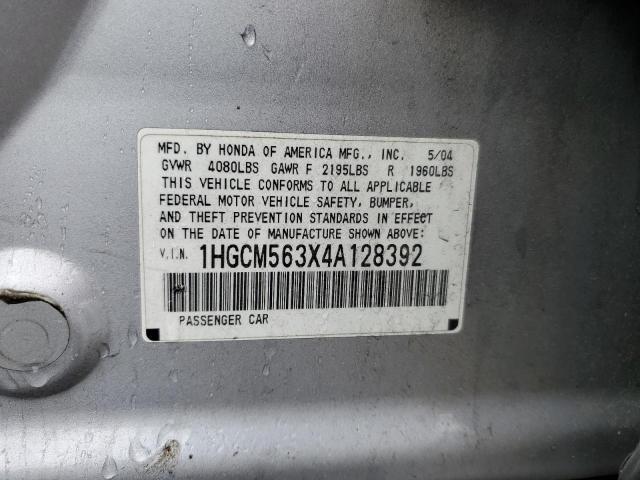 MFD. BY HONDA OF AMERICA MFG., INC. 5/04
GVWR 4080LBS GAWR F 2195LBS R 1960LBS
THIS VEHICLE CONFORMS TO ALL APPLICABLE
FEDERAL MOTOR VEHICLE SAFETY, BUMPER,
AND THEFT PREVENTION STANDARDS IN EFFECT
ON THE DATE OF MANUFACTURE SHOWN ABOVE:
V.I.N. 1HGCM563X4A128392
PASSENGER CAR